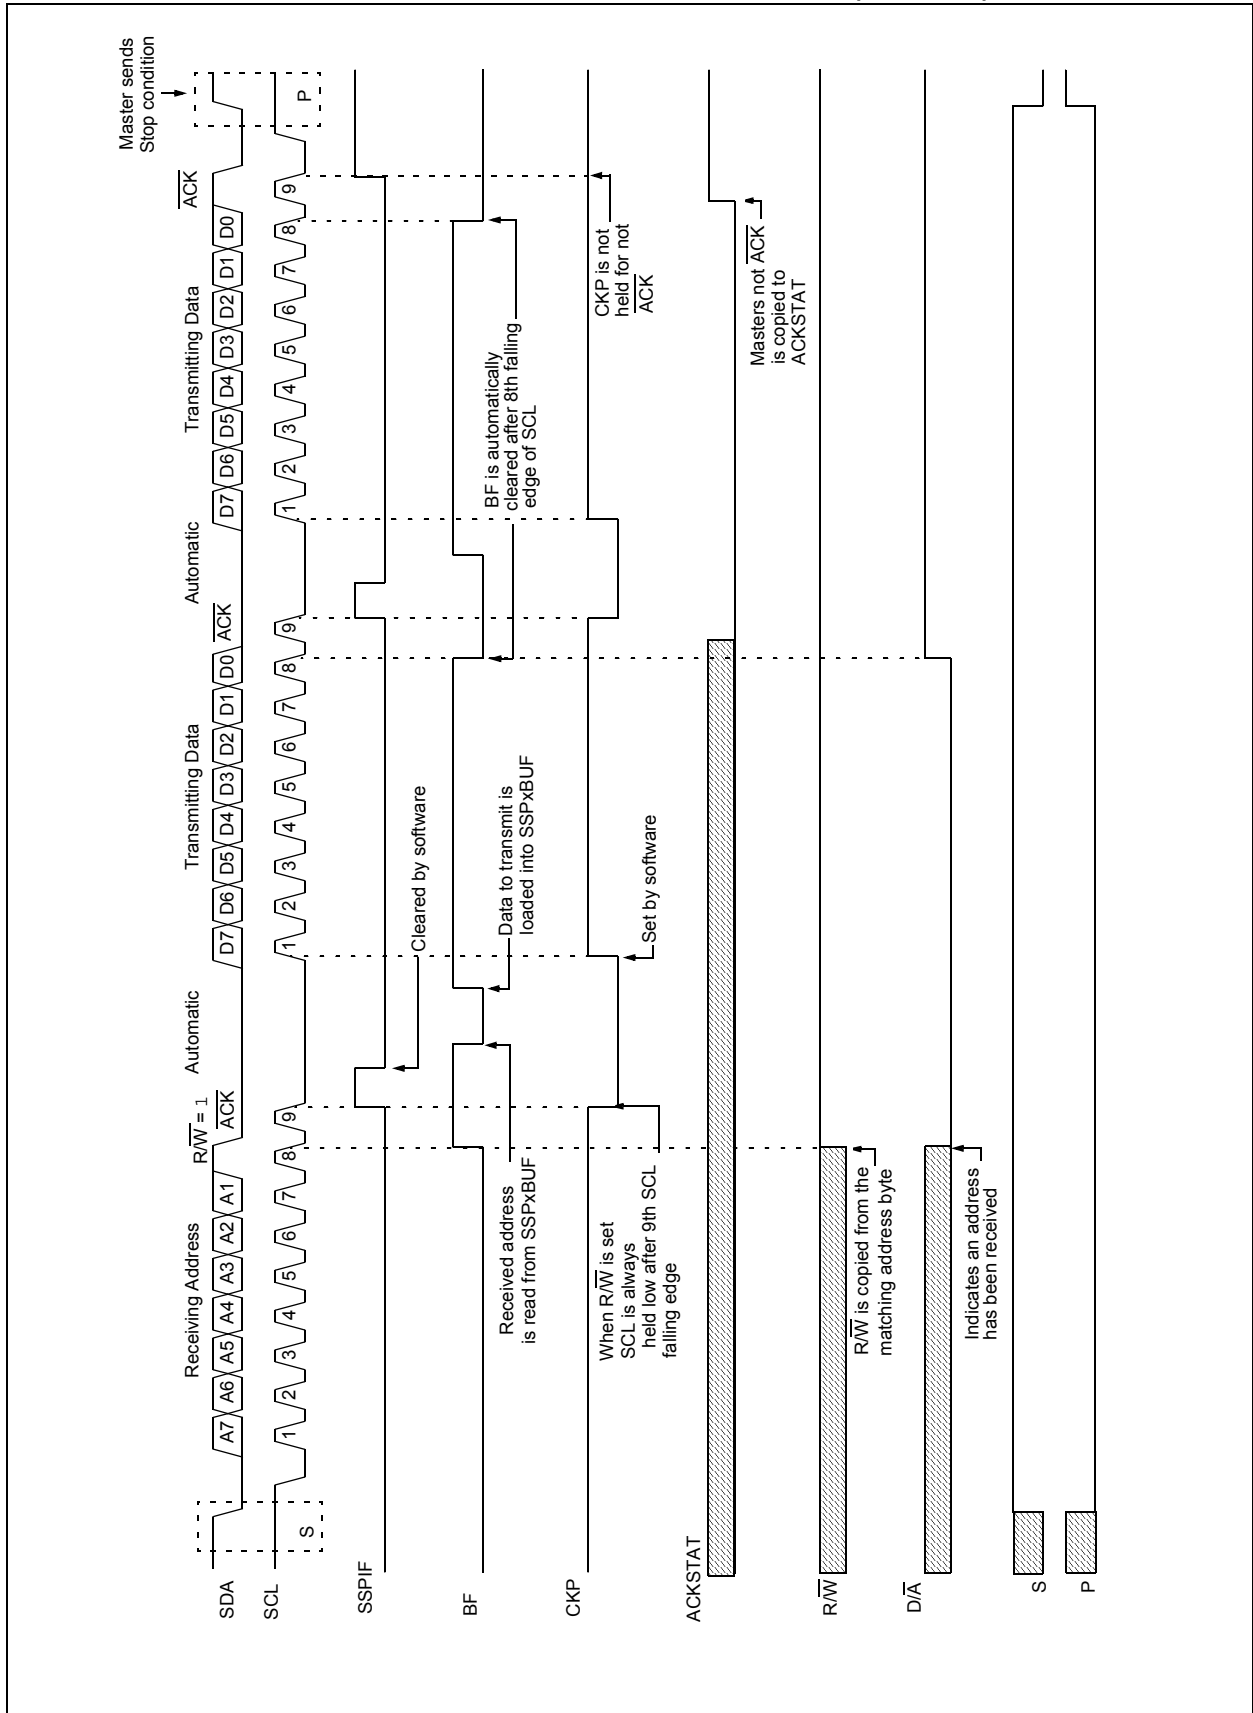 Master sends
Stop condition
Receiving Address
R/W = 1
Automatic
Transmitting Data
Automatic
Transmitting Data
ACK
ACK
ACK
SDA
A7 A6 A5 A4 A3 A2 A1
D7 D6 D5 D4 D3 D2 D1 D0
D7 D6 D5 D4 D3 D2 D1 D0
SCL
S
1 2 3 4 5 6 7 8 9
1 2 3 4 5 6 7 8 9
1 2 3 4 5 6 7 8 9
P
SSPIF
Cleared by software
BF
Received address
is read from SSPxBUF
Data to transmit is
loaded into SSPxBUF
BF is automatically
cleared after 8th falling
edge of SCL
CKP
When R/W is set
SCL is always
held low after 9th SCL
falling edge
Set by software
CKP is not
held for not
ACK
ACKSTAT
Masters not ACK
is copied to
ACKSTAT
R/W
R/W is copied from the
matching address byte
D/A
Indicates an address
has been received
S
P